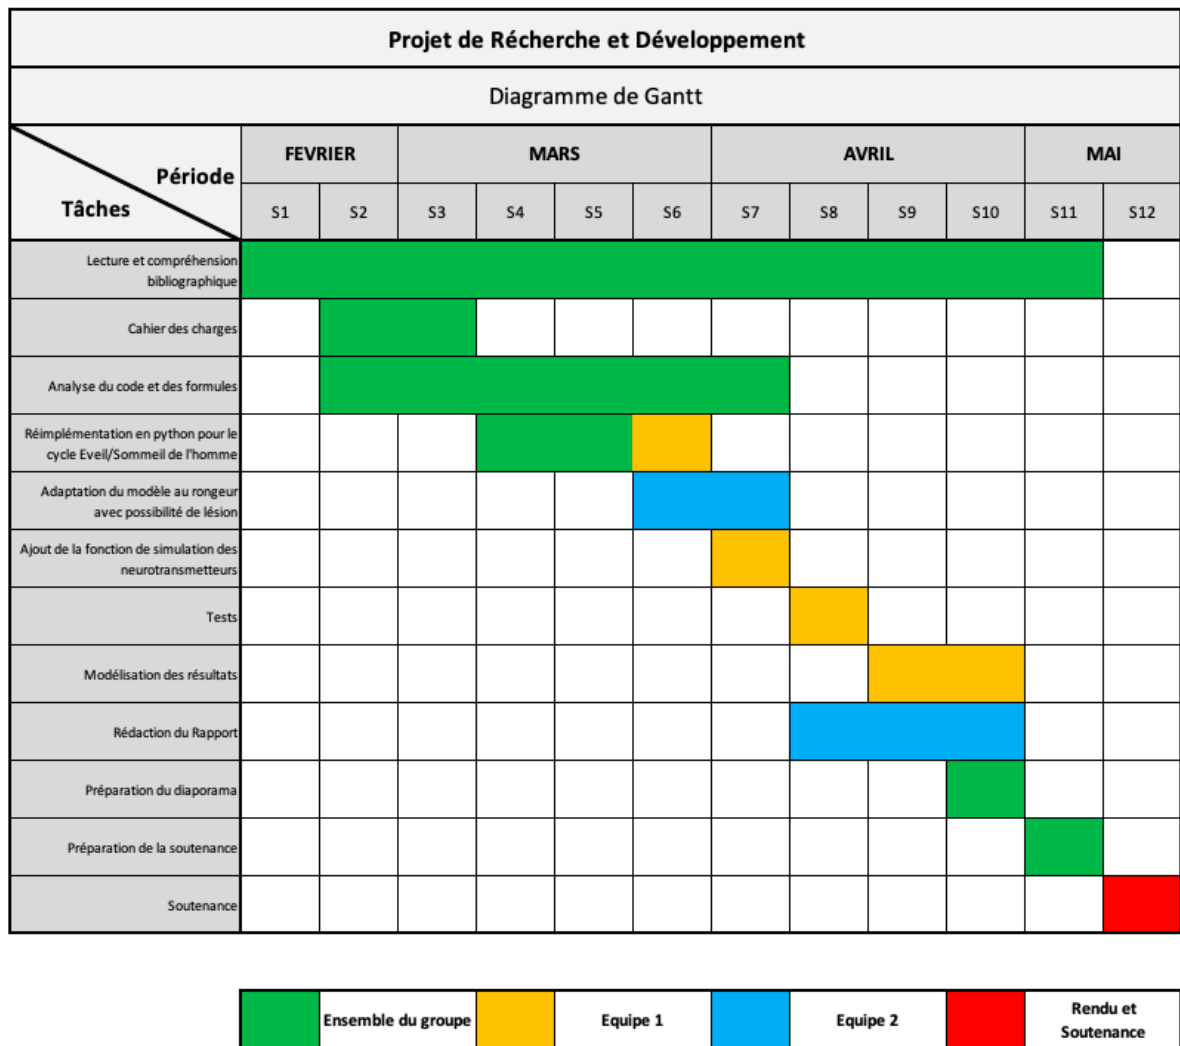 Projet de Récherche et Développement
Diagramme de Gantt
Période
Tâches
FEVRIER MARS AVRIL MAI
S1 S2 S3 S4 S5 S6 S7 S8 S9 S10 S11 S12
Lecture et compréhension
bibliographique
Cahier des charges
Analyse du code et des formules
Réimplémentation en python pour le
cycle Eveil/Sommeil de l'homme
Adaptation du modèle au rongeur
avec possibilité de lésion
Ajout de la fonction de simulation des
neurotransmetteurs
Tests
Modélisation des résultats
Rédaction du Rapport
Préparation du diaporama
Préparation de la soutenance
Soutenance
Ensemble du groupe
Equipe 1
Equipe 2
Rendu et
Soutenance